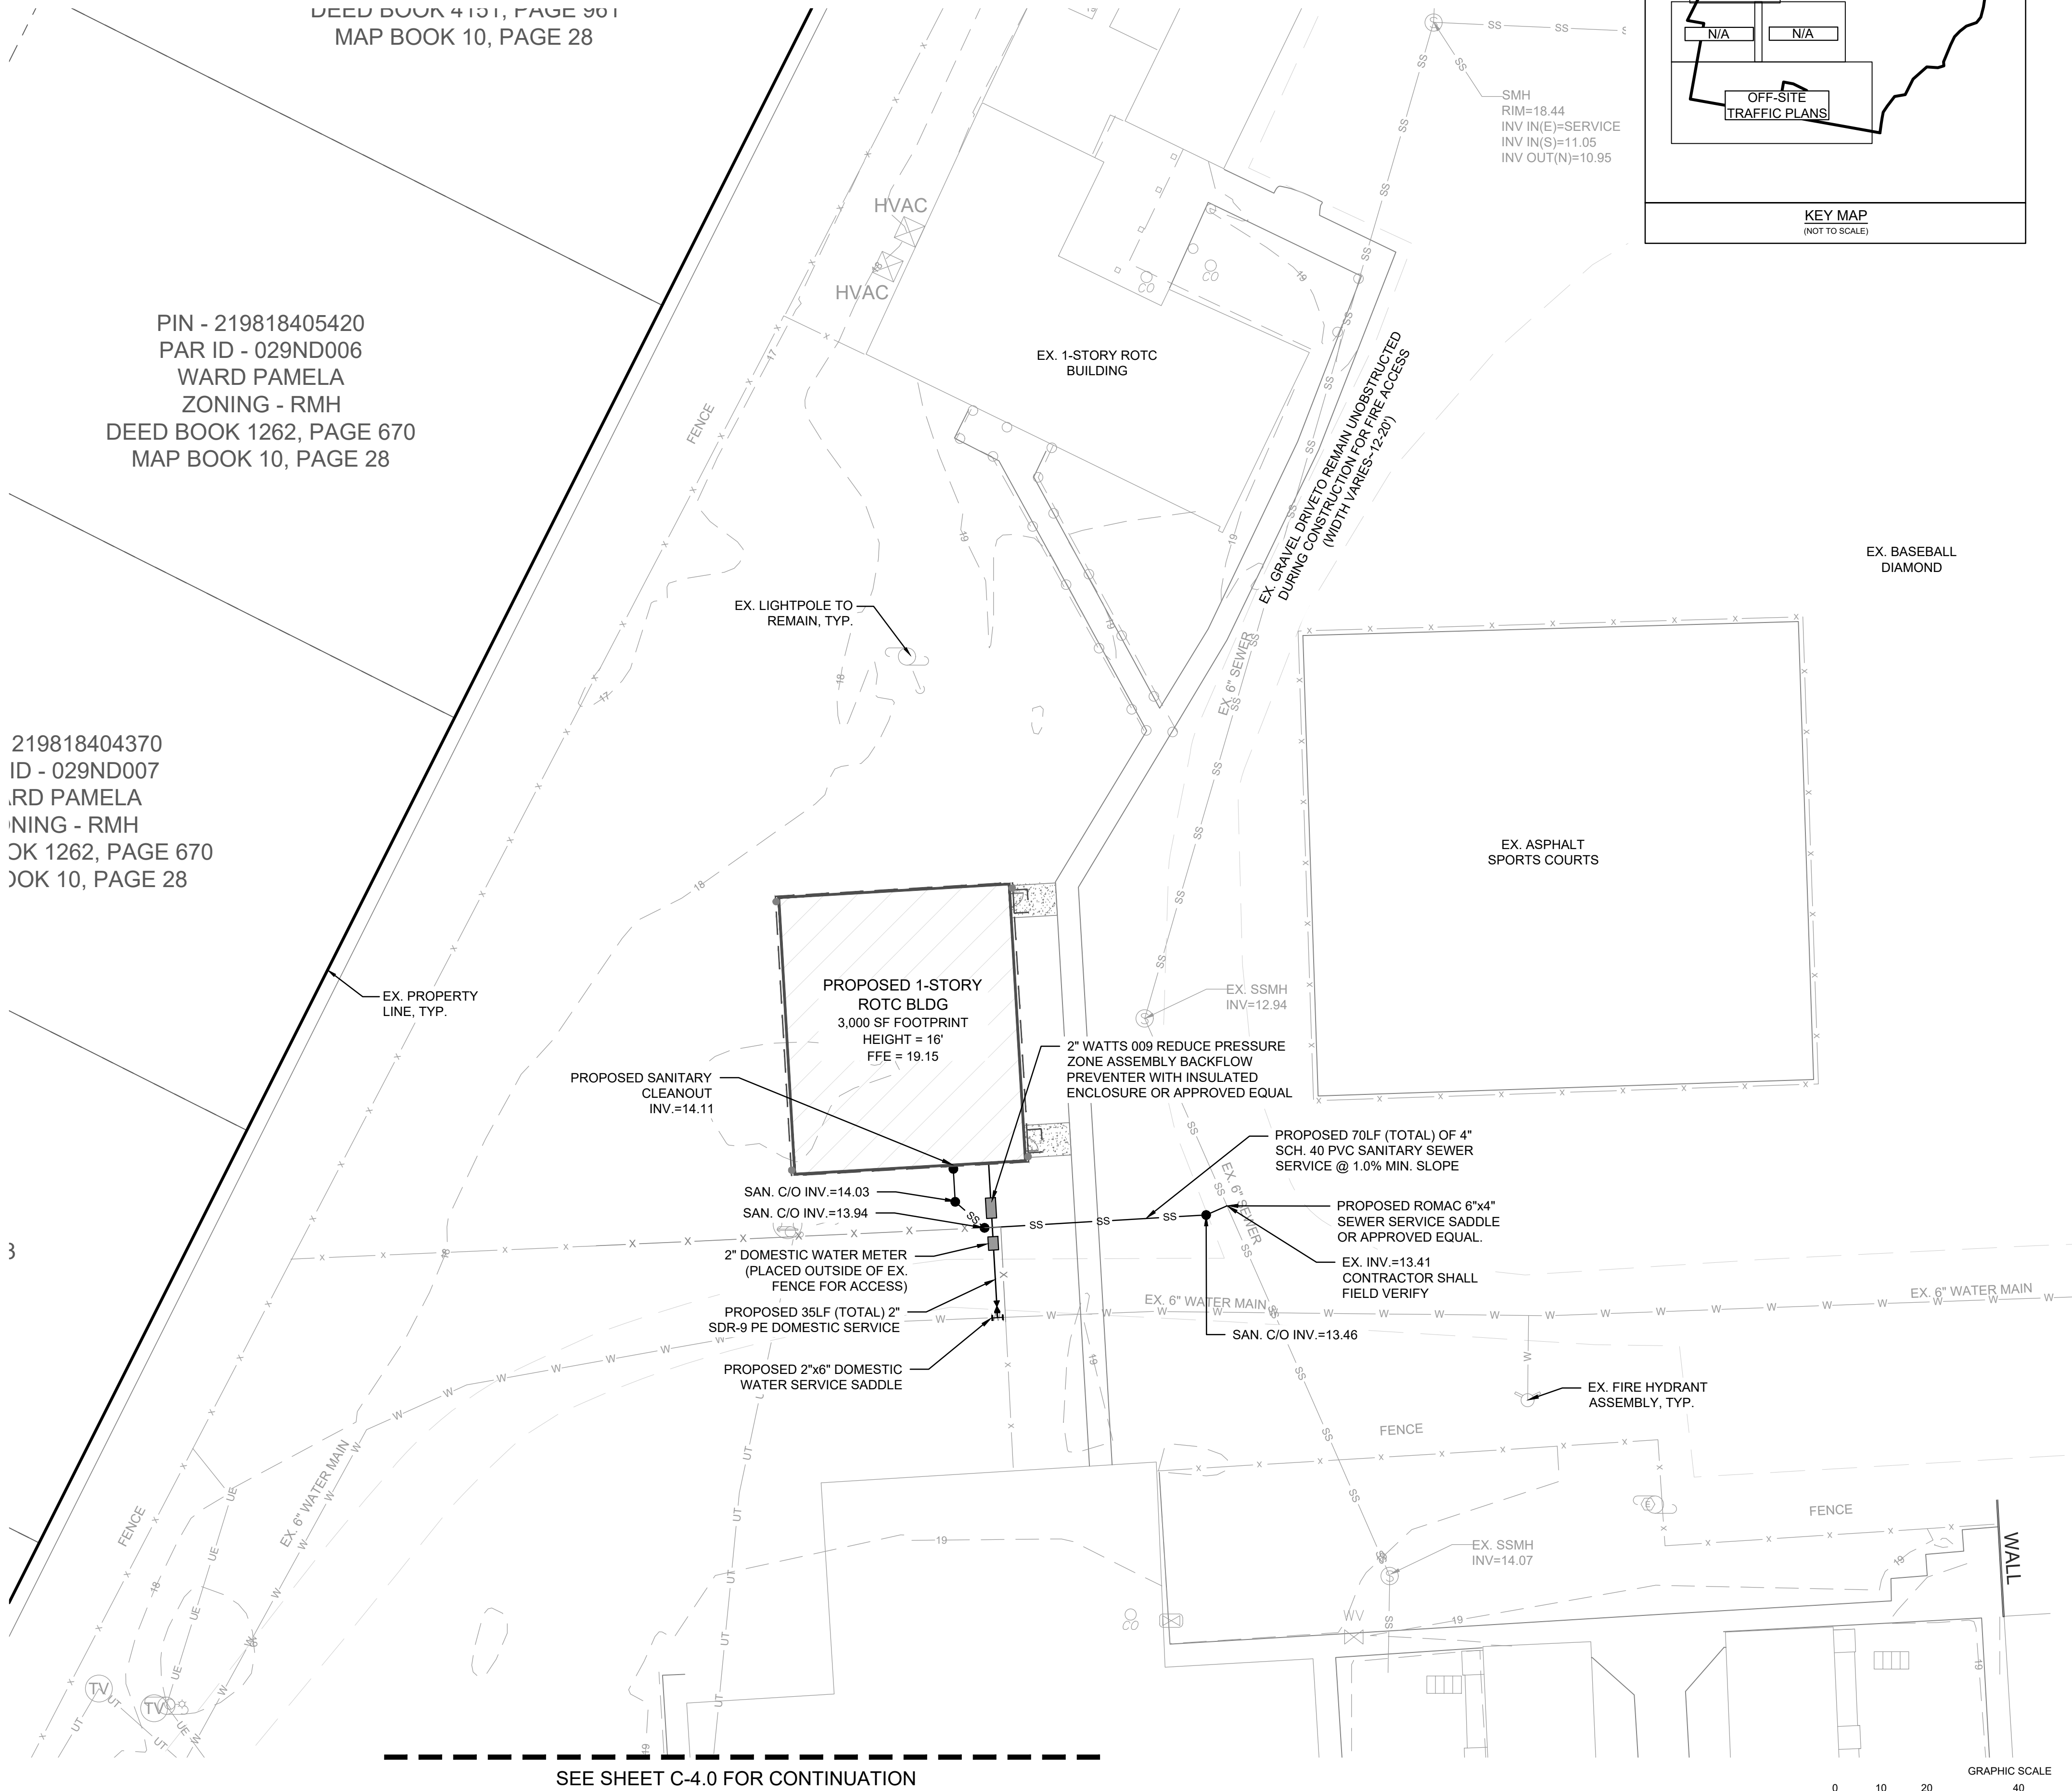 DEED BOOK 4151, PAGE 961
MAP BOOK 10, PAGE 28
PIN - 219818405420
PAR ID - 029ND006
WARD PAMELA
ZONING - RMH
DEED BOOK 1262, PAGE 670
MAP BOOK 10, PAGE 28
219818404370
ID - 029ND007
ARD PAMELA
NING - RMH
OK 1262, PAGE 670
OOK 10, PAGE 28
N/A
N/A
OFF-SITE
TRAFFIC PLANS
KEY MAP
(NOT TO SCALE)
SMH
RIM=18.44
INV IN(E)=SERVICE
INV IN(S)=11.05
INV OUT(N)=10.95
HVAC
HVAC
CO
CO
EX. 1-STORY ROTC
BUILDING
FENCE
EX. GRAVEL DRIVETO REMAIN UNOBSTRUCTED
DURING CONSTRUCTION FOR FIRE ACCESS
(WIDTH VARIES~12-20')
EX. BASEBALL
DIAMOND
EX. LIGHTPOLE TO
REMAIN, TYP.
EX. 6" SEWER
EX. ASPHALT
SPORTS COURTS
EX. PROPERTY
LINE, TYP.
PROPOSED 1-STORY
ROTC BLDG
3,000 SF FOOTPRINT
HEIGHT = 16'
FFE = 19.15
EX. SSMH
INV=12.94
2" WATTS 009 REDUCE PRESSURE
ZONE ASSEMBLY BACKFLOW
PREVENTER WITH INSULATED
ENCLOSURE OR APPROVED EQUAL
PROPOSED SANITARY
CLEANOUT
INV.=14.11
PROPOSED 70LF (TOTAL) OF 4"
SCH. 40 PVC SANITARY SEWER
SERVICE @ 1.0% MIN. SLOPE
EX. 6" SEWER
SAN. C/O INV.=14.03
SAN. C/O INV.=13.94
PROPOSED ROMAC 6"x4"
SEWER SERVICE SADDLE
OR APPROVED EQUAL.
2" DOMESTIC WATER METER
(PLACED OUTSIDE OF EX.
FENCE FOR ACCESS)
EX. INV.=13.41
CONTRACTOR SHALL
FIELD VERIFY
PROPOSED 35LF (TOTAL) 2"
SDR-9 PE DOMESTIC SERVICE
EX. 6" WATER MAIN
EX. 6" WATER MAIN
SAN. C/O INV.=13.46
PROPOSED 2"x6" DOMESTIC
WATER SERVICE SADDLE
EX. FIRE HYDRANT
ASSEMBLY, TYP.
FENCE
EX. 6" WATER MAIN
FENCE
FENCE
EX. SSMH
INV=14.07
WALL
CO
WV
TV
TV
SEE SHEET C-4.0 FOR CONTINUATION
GRAPHIC SCALE
0 10 20 40